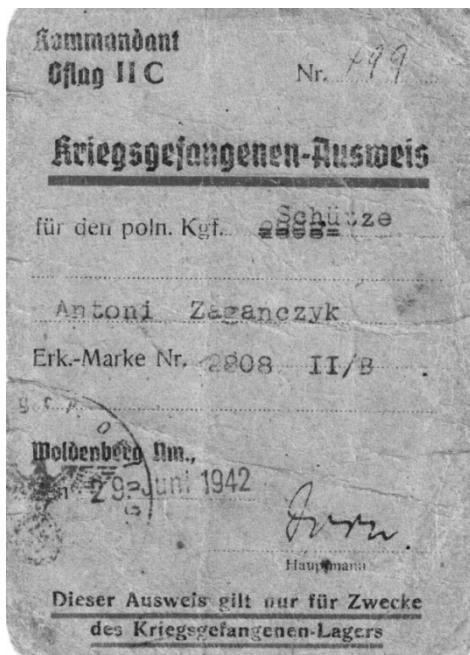 Kommandant
Oflag II C Nr. 499
Kriegsgefangenen-Ausweis
für den poln. Kgf. Schütze
Antoni Zaganczyk
Erk.-Marke Nr. 2808 II/B .
Woldenberg Nm.,
29. Juni 1942
Hauptmann
Dieser Ausweis gilt nur für Zwecke
des Kriegsgefangenen-Lagers